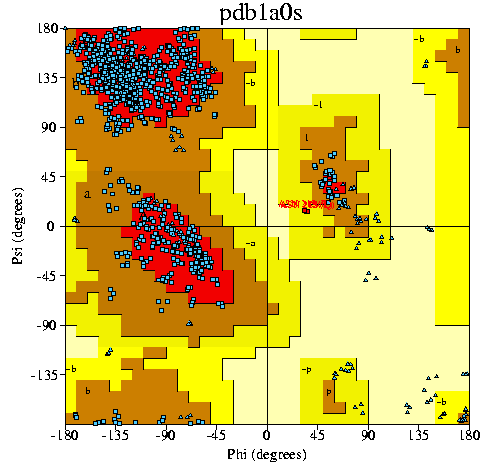 pdb1a0s
180
135
90
45
0
-45
-90
-135
-180
-135
-90
-45
0
45
90
135
180
Psi (degrees)
Phi (degrees)
~b
~b
b
~l
l
a
~a
~b
b
~p
p
~b